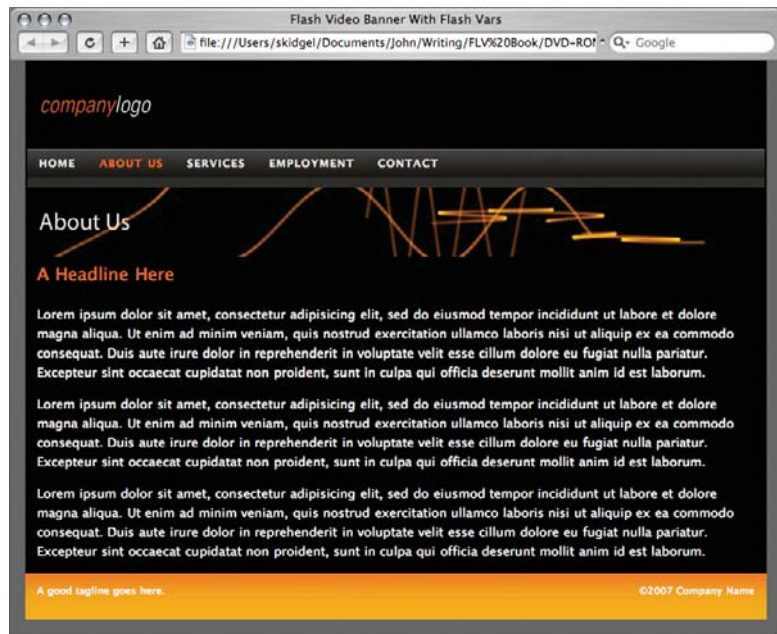 Flash Video Banner With Flash Vars
file:///Users/skidgel/Documents/John/Writing/FLV%20Book/DVD-ROM
Google
companylogo
HOME ABOUT US SERVICES EMPLOYMENT CONTACT
About Us
A Headline Here
Lorem ipsum dolor sit amet, consectetur adipisicing elit, sed do eiusmod tempor incididunt ut labore et dolore
magna aliqua. Ut enim ad minim veniam, quis nostrud exercitation ullamco laboris nisi ut aliquip ex ea commodo
consequat. Duis aute irure dolor in reprehenderit in voluptate velit esse cillum dolore eu fugiat nulla pariatur.
Excepteur sint occaecat cupidatat non proident, sunt in culpa qui officia deserunt mollit anim id est laborum.
Lorem ipsum dolor sit amet, consectetur adipisicing elit, sed do eiusmod tempor incididunt ut labore et dolore
magna aliqua. Ut enim ad minim veniam, quis nostrud exercitation ullamco laboris nisi ut aliquip ex ea commodo
consequat. Duis aute irure dolor in reprehenderit in voluptate velit esse cillum dolore eu fugiat nulla pariatur.
Excepteur sint occaecat cupidatat non proident, sunt in culpa qui officia deserunt mollit anim id est laborum.
Lorem ipsum dolor sit amet, consectetur adipisicing elit, sed do eiusmod tempor incididunt ut labore et dolore
magna aliqua. Ut enim ad minim veniam, quis nostrud exercitation ullamco laboris nisi ut aliquip ex ea commodo
consequat. Duis aute irure dolor in reprehenderit in voluptate velit esse cillum dolore eu fugiat nulla pariatur.
Excepteur sint occaecat cupidatat non proident, sunt in culpa qui officia deserunt mollit anim id est laborum.
A good tagline goes here. ©2007 Company Name